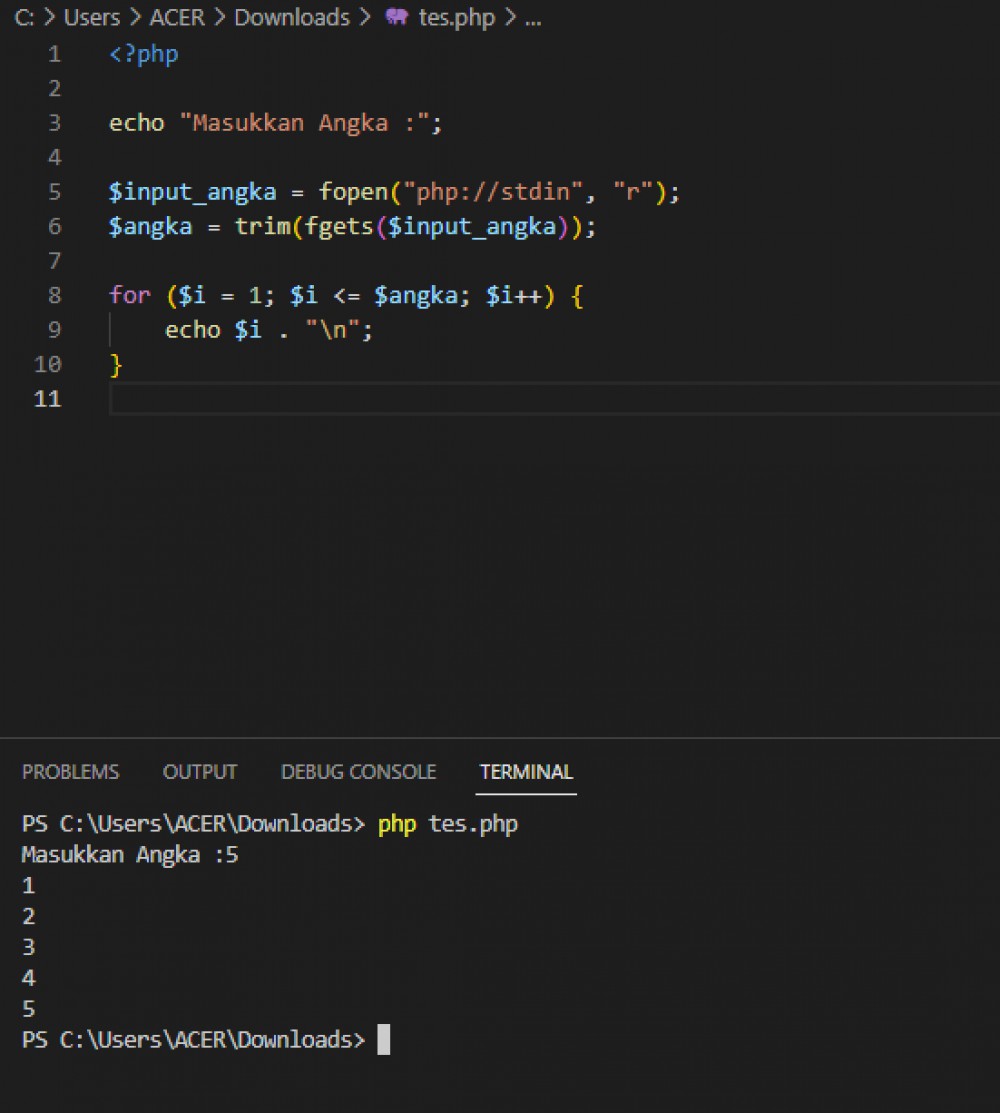 C: > Users > ACER > Downloads > tes.php > ...
1 <?php
2
3 echo "Masukkan Angka :";
4
5 $input_angka = fopen("php://stdin", "r");
6 $angka = trim(fgets($input_angka));
7
8 for ($i = 1; $i <= $angka; $i++) {
9     echo $i . "\n";
10 }
11
PROBLEMS OUTPUT DEBUG CONSOLE TERMINAL
PS C:\Users\ACER\Downloads> php tes.php
Masukkan Angka :5
1
2
3
4
5
PS C:\Users\ACER\Downloads>